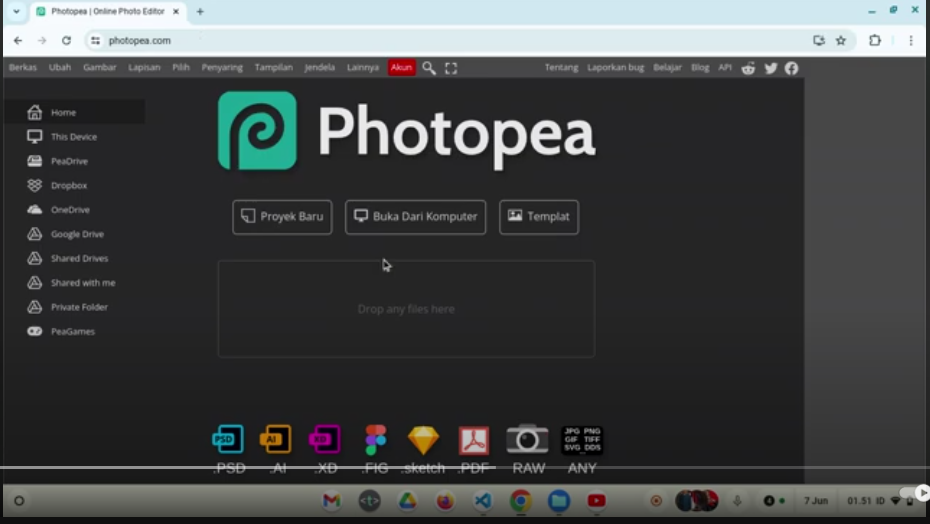 Photopea | Online Photo Editor
photopea.com
Berkas Ubah Gambar Lapisan Pilih Penyaring Tampilan Jendela Lainnya Akun Tentang Laporkan bug Belajar Blog API
Home
This Device
PeaDrive
Dropbox
OneDrive
Google Drive
Shared Drives
Shared with me
Private Folder
PeaGames
Photopea
Proyek Baru Buka Dari Komputer Templat
Drop any files here
PSD AI XD JPG PNG
GIF TIFF
SVG DDS
.PSD .AI .XD .FIG .sketch .PDF RAW ANY
7 Jun 01.51 ID